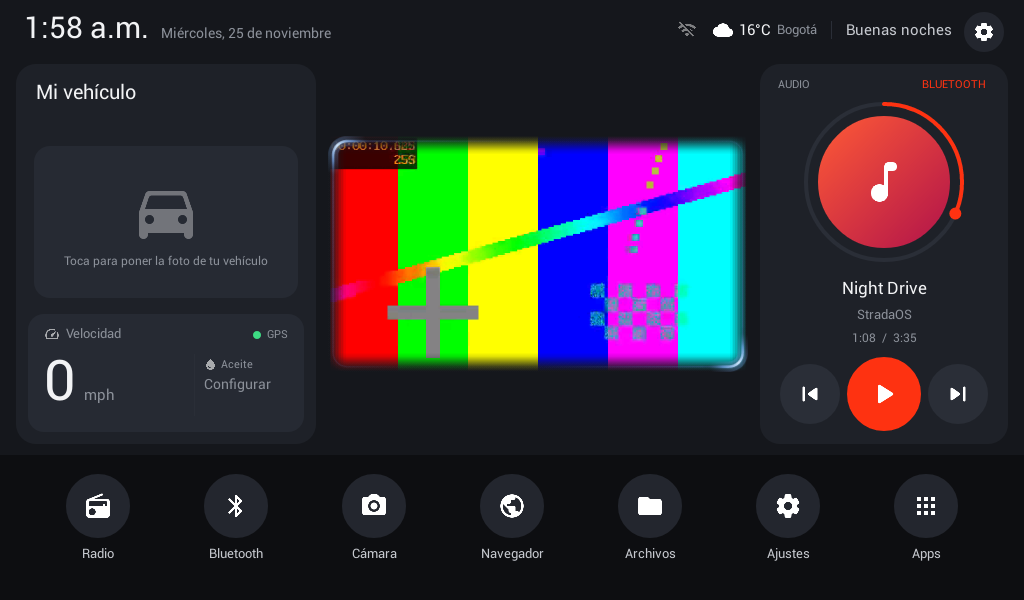 1:58 a.m. Miércoles, 25 de noviembre
16°C Bogotá
Buenas noches
Mi vehículo
Toca para poner la foto de tu vehículo
Velocidad
GPS
0 mph
Aceite
Configurar
255
AUDIO
BLUETOOTH
Night Drive
StradaOS
1:08 / 3:35
Radio
Bluetooth
Cámara
Navegador
Archivos
Ajustes
Apps